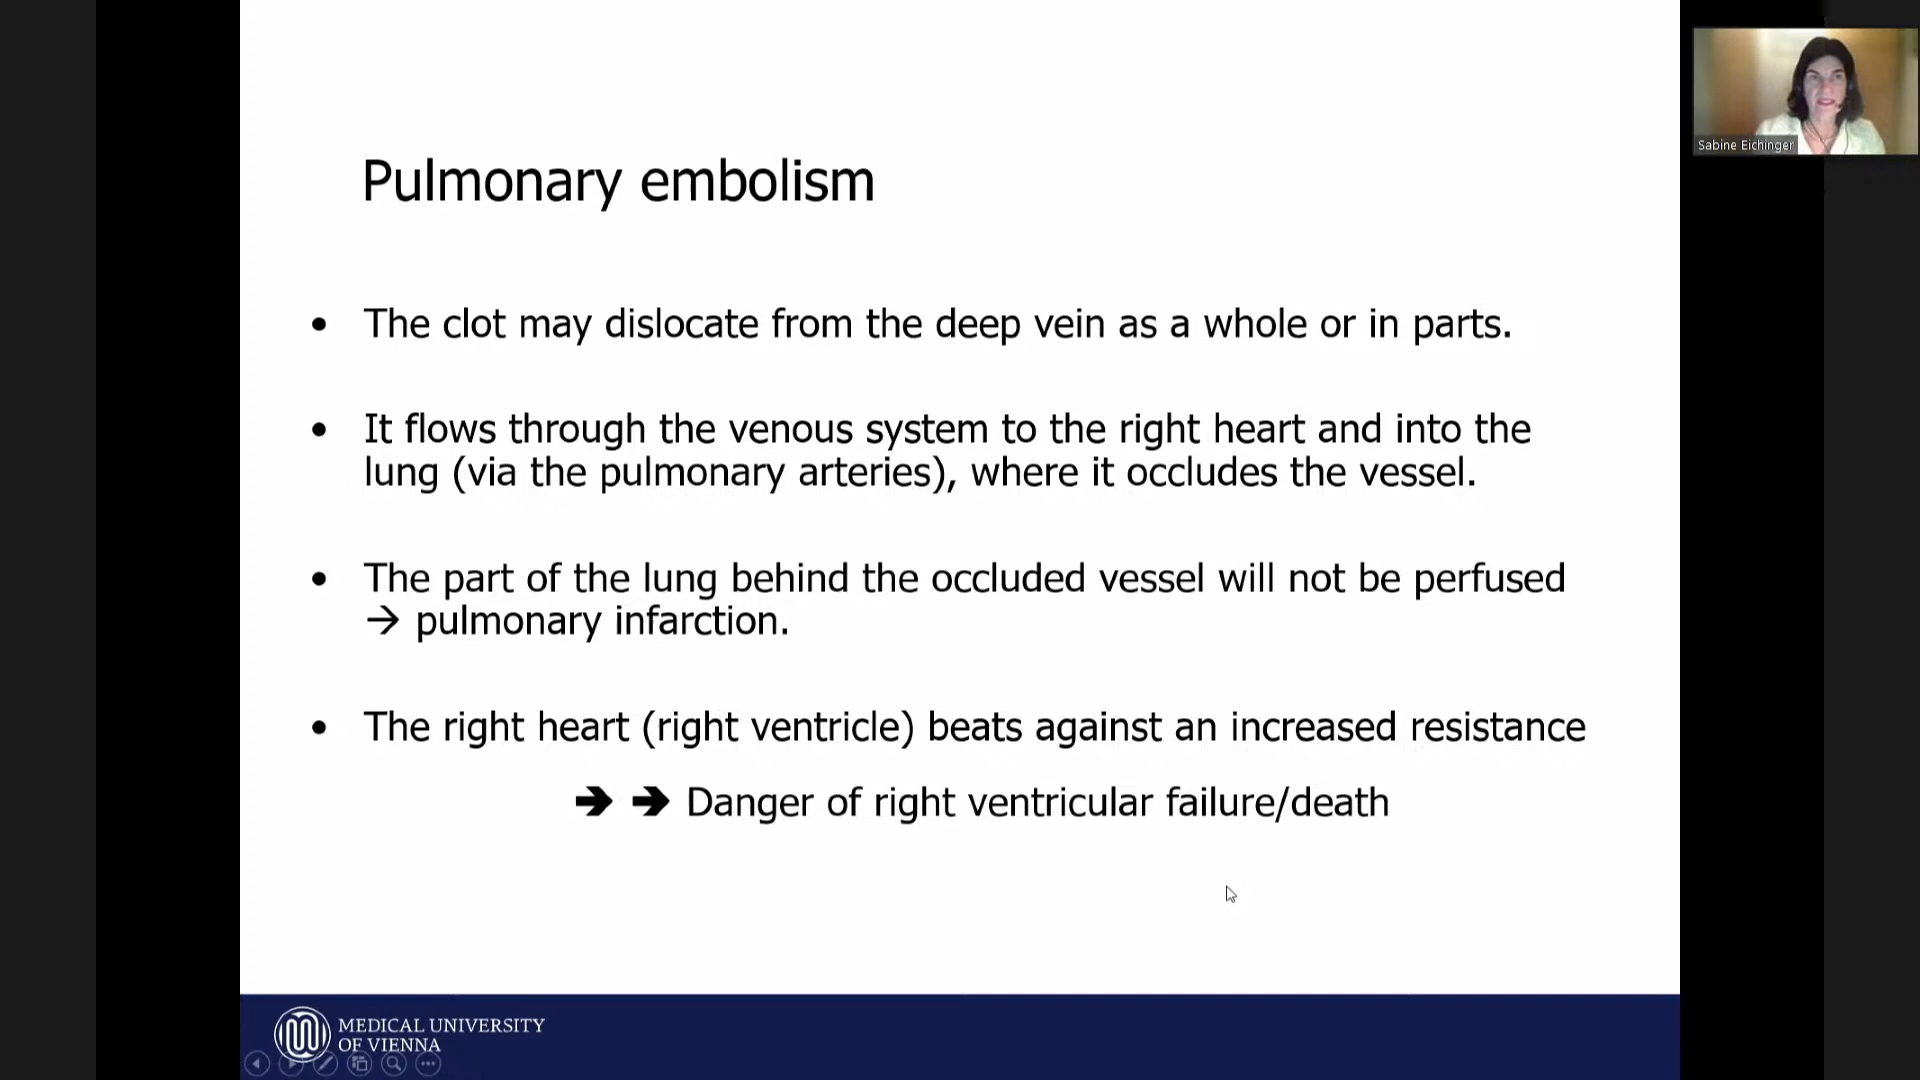 Sabine Eichinger
Pulmonary embolism
• The clot may dislocate from the deep vein as a whole or in parts.
• It flows through the venous system to the right heart and into the
lung (via the pulmonary arteries), where it occludes the vessel.
• The part of the lung behind the occluded vessel will not be perfused
→ pulmonary infarction.
• The right heart (right ventricle) beats against an increased resistance
➔ ➔ Danger of right ventricular failure/death
MEDICAL UNIVERSITY
OF VIENNA